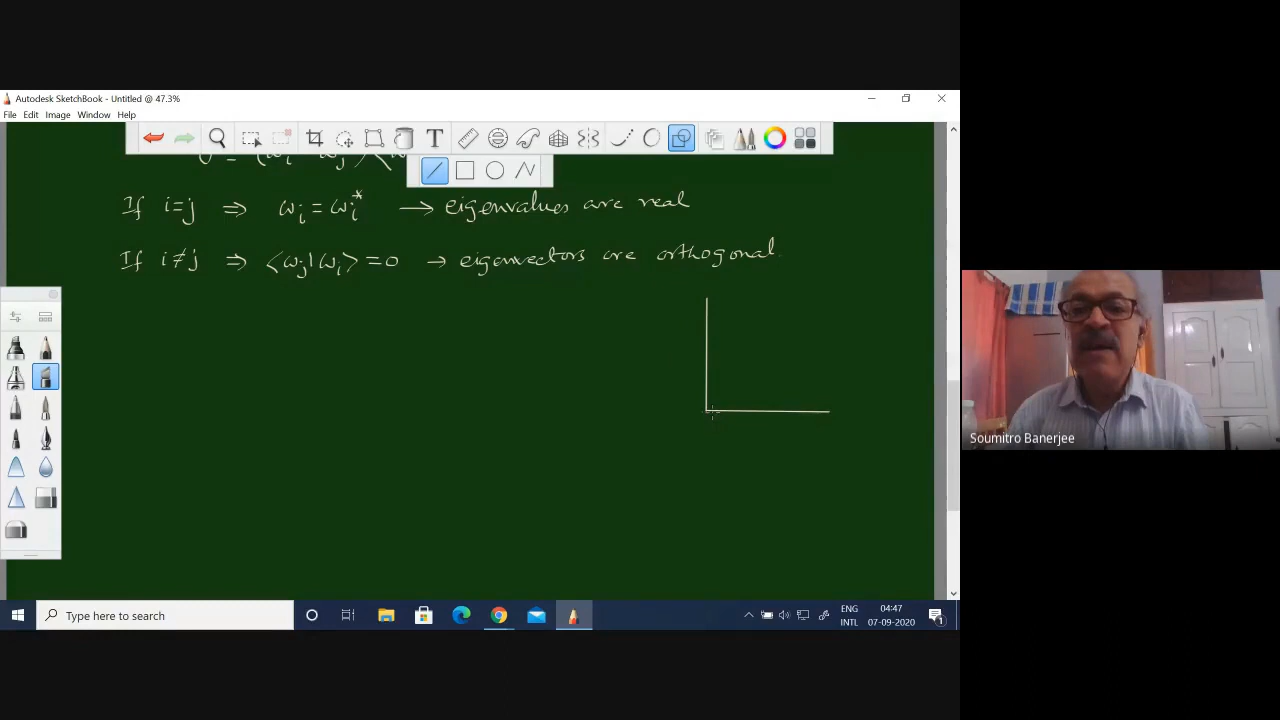 Autodesk SketchBook - Untitled @ 47.3%
File Edit Image Window Help
If i=j ⇒ ωi = ωi* → eigenvalues are real
If i≠j ⇒ <ωj|ωi> = 0 → eigenvectors are orthogonal.
Soumitro Banerjee
Type here to search
ENG 04:47
INTL 07-09-2020
1